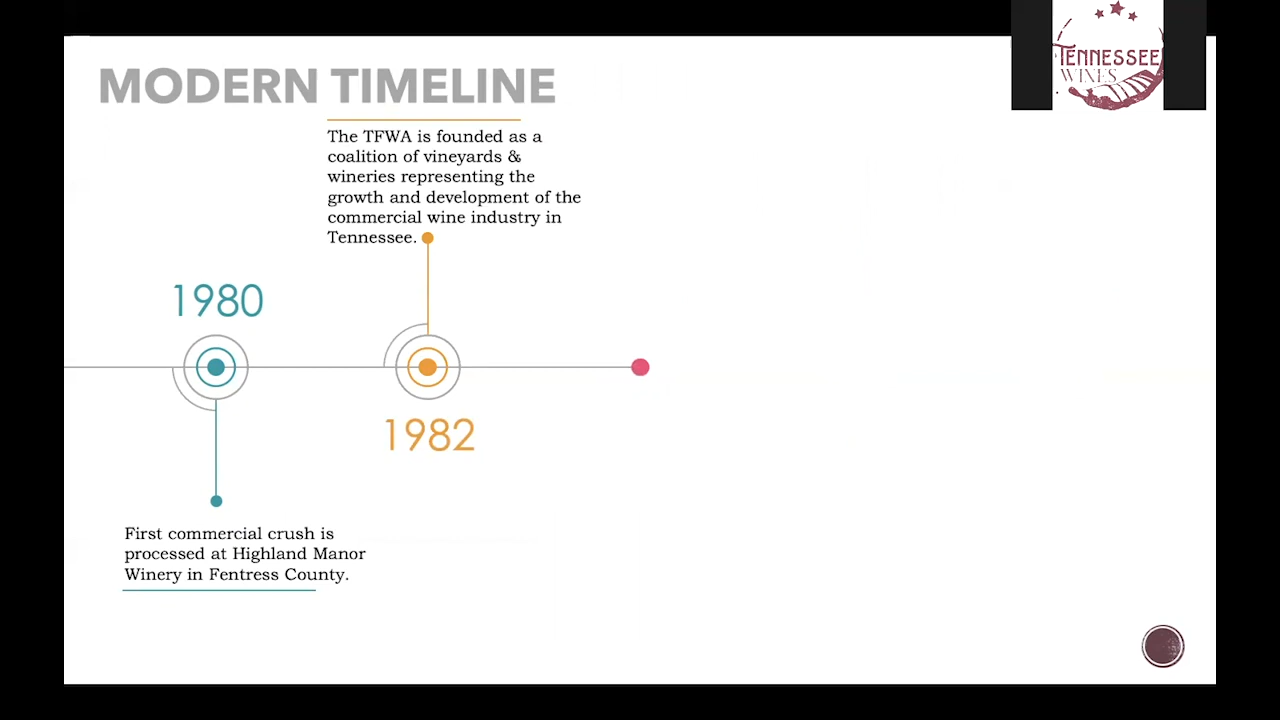 TENNESSEE
WINES
MODERN TIMELINE
The TFWA is founded as a
coalition of vineyards &
wineries representing the
growth and development of the
commercial wine industry in
Tennessee.
1980
1982
First commercial crush is
processed at Highland Manor
Winery in Fentress County.